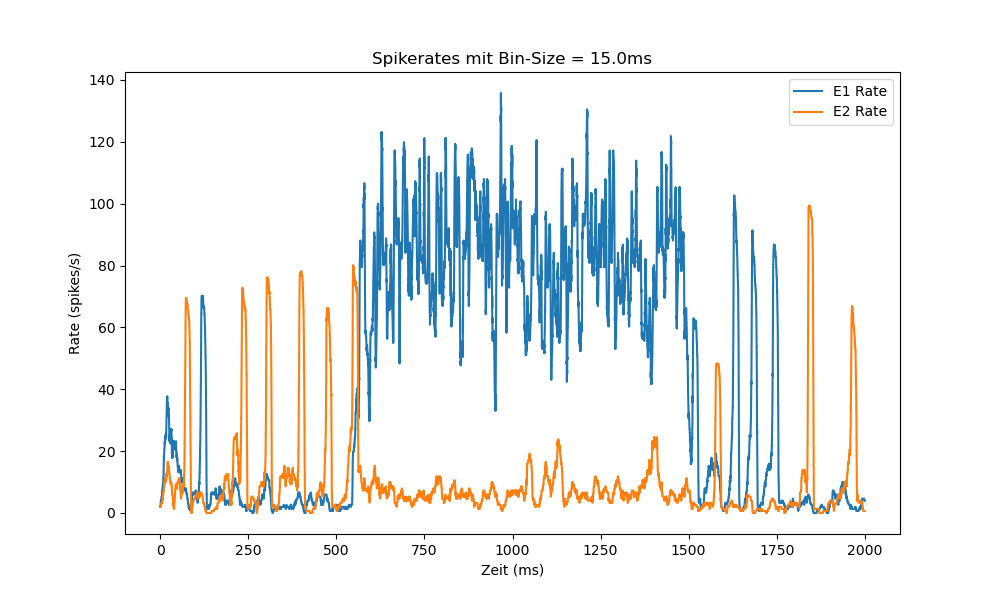 Spikerates mit Bin-Size = 15.0ms
E1 Rate
E2 Rate
140
120
100
80
60
40
20
0
Rate (spikes/s)
0 250 500 750 1000 1250 1500 1750 2000
Zeit (ms)